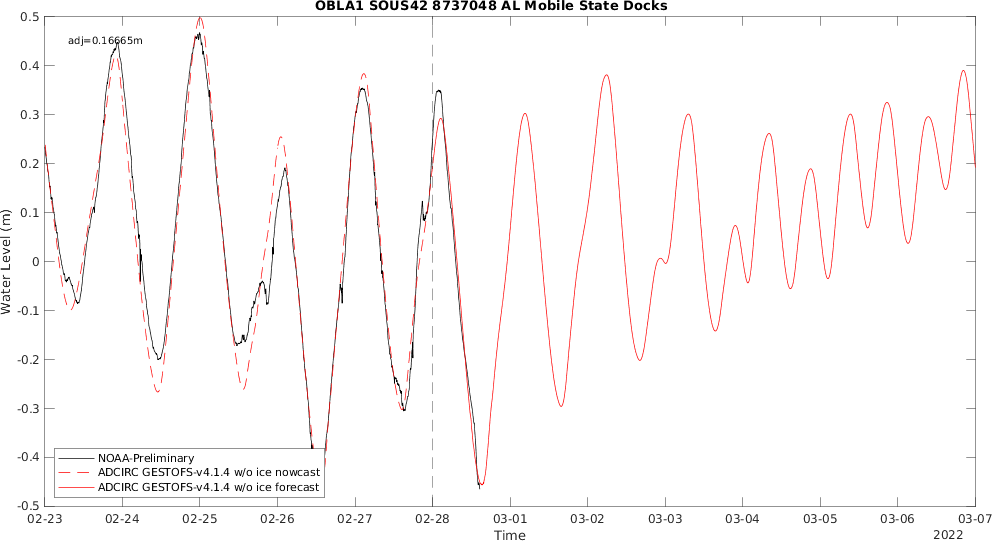 OBLA1 SOUS42 8737048 AL Mobile State Docks
adj=0.16665m
Water Level (m)
0.5
0.4
0.3
0.2
0.1
0
-0.1
-0.2
-0.3
-0.4
-0.5
NOAA-Preliminary
ADCIRC GESTOFS-v4.1.4 w/o ice nowcast
ADCIRC GESTOFS-v4.1.4 w/o ice forecast
02-23 02-24 02-25 02-26 02-27 02-28 03-01 03-02 03-03 03-04 03-05 03-06 03-07
Time
2022